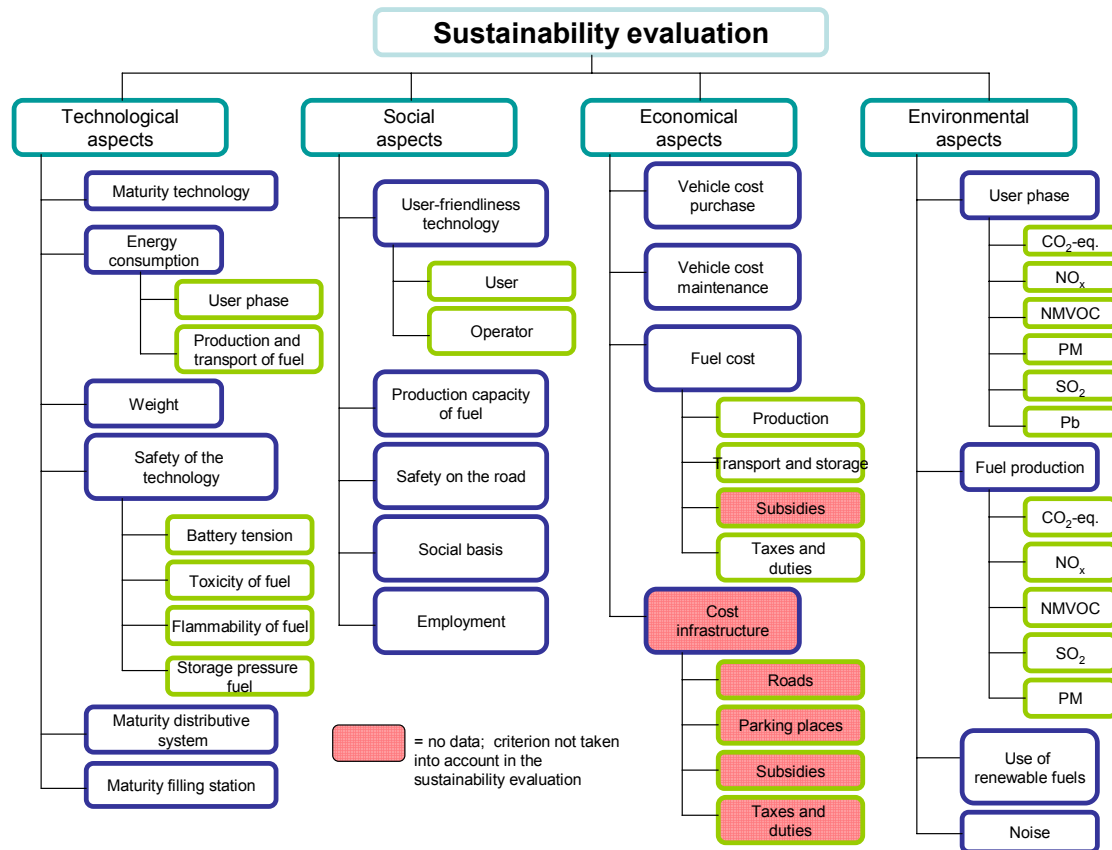 Sustainability evaluation
Technological
aspects
Maturity technology
Energy
consumption
User phase
Production and
transport of fuel
Weight
Safety of the
technology
Battery tension
Toxicity of fuel
Flammability of fuel
Storage pressure
fuel
Maturity distributive
system
Maturity filling station
Social
aspects
User-friendliness
technology
User
Operator
Production capacity
of fuel
Safety on the road
Social basis
Employment
= no data; criterion not taken
into account in the
sustainability evaluation
Economical
aspects
Vehicle cost
purchase
Vehicle cost
maintenance
Fuel cost
Production
Transport and storage
Subsidies
Taxes and
duties
Cost
infrastructure
Roads
Parking places
Subsidies
Taxes and
duties
Environmental
aspects
User phase
CO₂-eq.
NOₓ
NMVOC
PM
SO₂
Pb
Fuel production
CO₂-eq.
NOₓ
NMVOC
SO₂
PM
Use of
renewable fuels
Noise